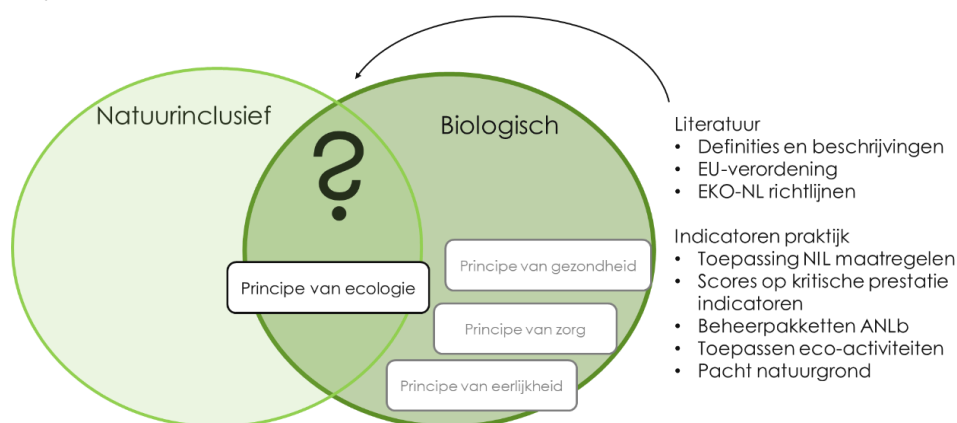 Natuurinclusief
?
Biologisch
Principe van ecologie
Principe van gezondheid
Principe van zorg
Principe van eerlijkheid
Literatuur
• Definities en beschrijvingen
• EU-verordening
• EKO-NL richtlijnen
Indicatoren praktijk
• Toepassing NIL maatregelen
• Scores op kritische prestatie
indicatoren
• Beheerpakketten ANLb
• Toepassen eco-activiteiten
• Pacht natuurgrond